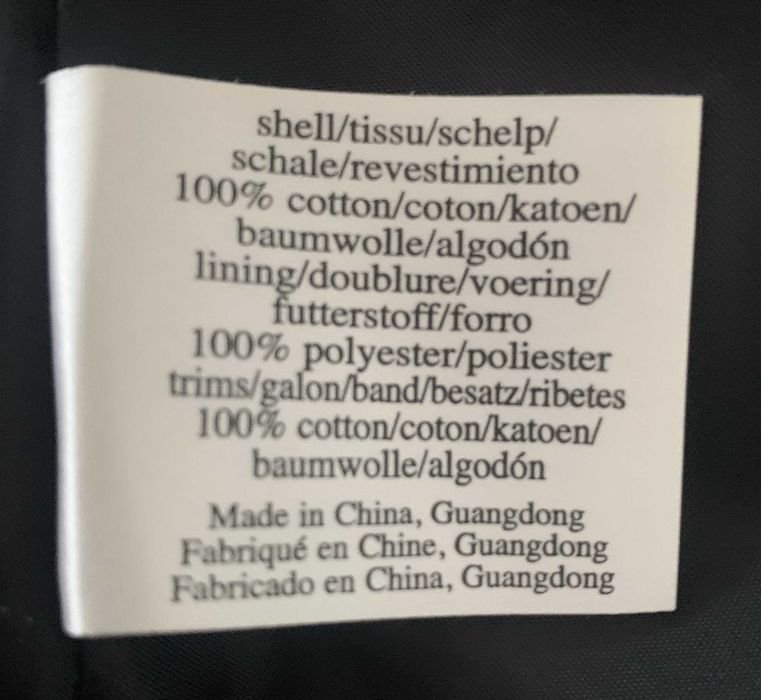 shell/tissu/schelp/
schale/revestimiento
100% cotton/coton/katoen/
baumwolle/algodón
lining/doublure/voering/
futterstoff/forro
100% polyester/poliester
trims/galon/band/besatz/ribetes
100% cotton/coton/katoen/
baumwolle/algodón
Made in China, Guangdong
Fabriqué en Chine, Guangdong
Fabricado en China, Guangdong